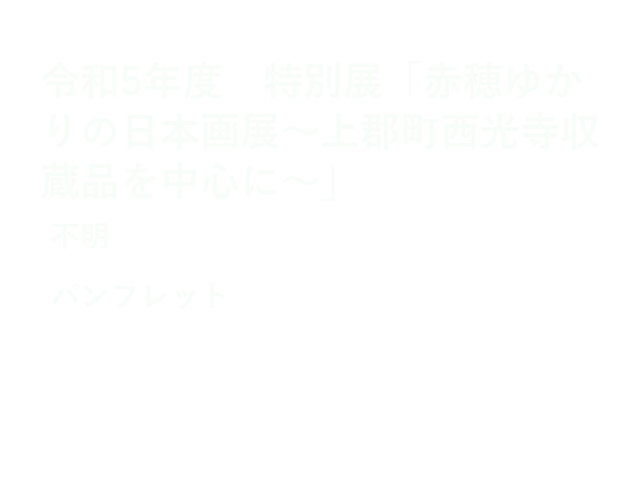 令和5年度　特別展「赤穂ゆか
りの日本画展～上郡町西光寺収
蔵品を中心に～」
不明
パンフレット